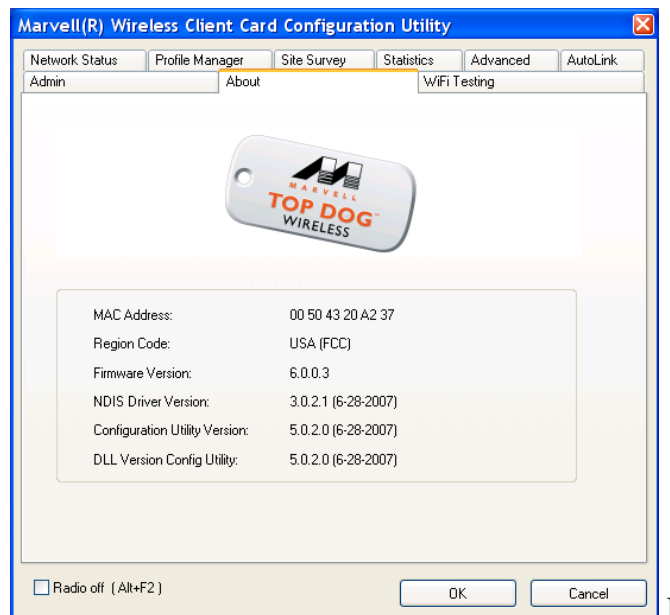 Marvell(R) Wireless Client Card Configuration Utility
Network Status Profile Manager Site Survey Statistics Advanced AutoLink
Admin About WiFi Testing
MARVELL
TOP DOG™
WIRELESS
MAC Address: 00 50 43 20 A2 37
Region Code: USA (FCC)
Firmware Version: 6.0.0.3
NDIS Driver Version: 3.0.2.1 (6-28-2007)
Configuration Utility Version: 5.0.2.0 (6-28-2007)
DLL Version Config Utility: 5.0.2.0 (6-28-2007)
Radio off ( Alt+F2 ) OK Cancel